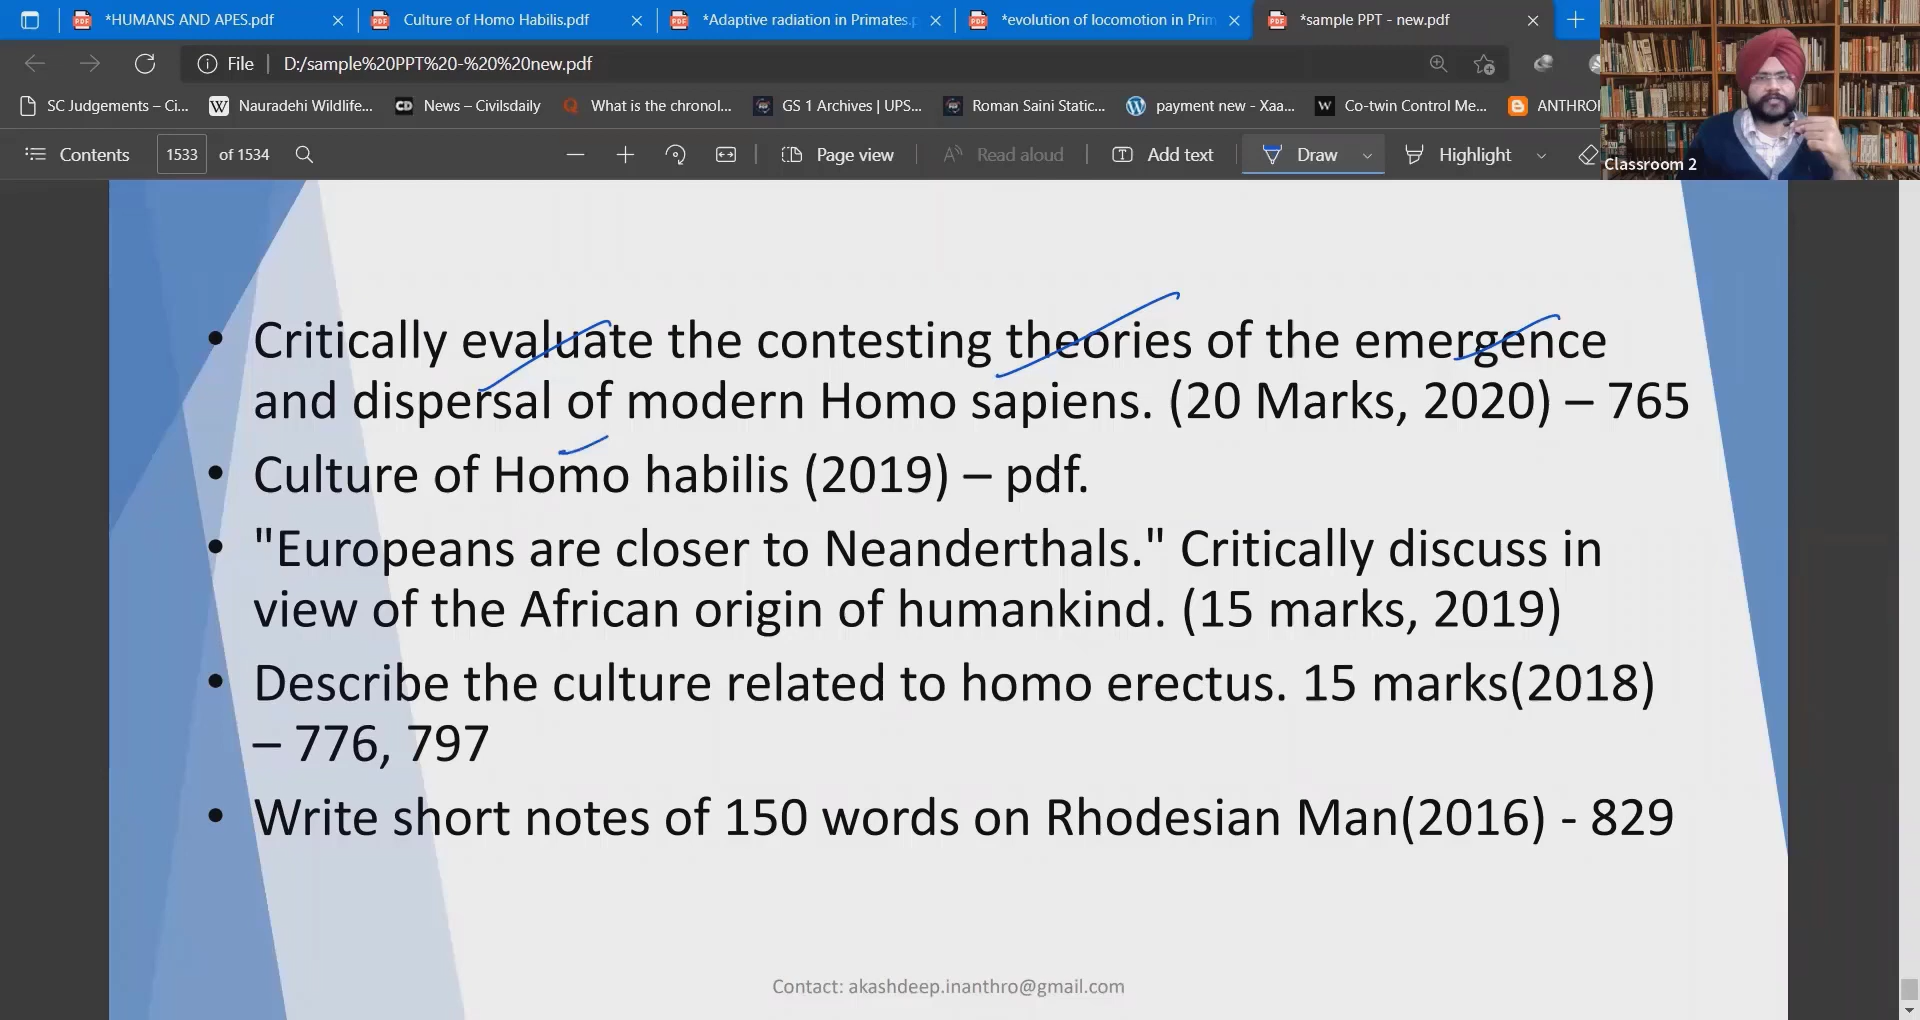 *HUMANS AND APES.pdf
Culture of Homo Habilis.pdf
*Adaptive radiation in Primates.p
*evolution of locomotion in Prim
*sample PPT - new.pdf
File
D:/sample%20PPT%20-%20%20new.pdf
SC Judgements – Ci...
Nauradehi Wildlife...
News – Civilsdaily
What is the chronol...
GS 1 Archives | UPS...
Roman Saini Static...
payment new - Xaa...
Co-twin Control Me...
ANTHRO
Contents
1533 of 1534
Page view
Read aloud
Add text
Draw
Highlight
Classroom 2
• Critically evaluate the contesting theories of the emergence
and dispersal of modern Homo sapiens. (20 Marks, 2020) – 765
• Culture of Homo habilis (2019) – pdf.
• "Europeans are closer to Neanderthals." Critically discuss in
view of the African origin of humankind. (15 marks, 2019)
• Describe the culture related to homo erectus. 15 marks(2018)
– 776, 797
• Write short notes of 150 words on Rhodesian Man(2016) - 829
Contact: akashdeep.inanthro@gmail.com